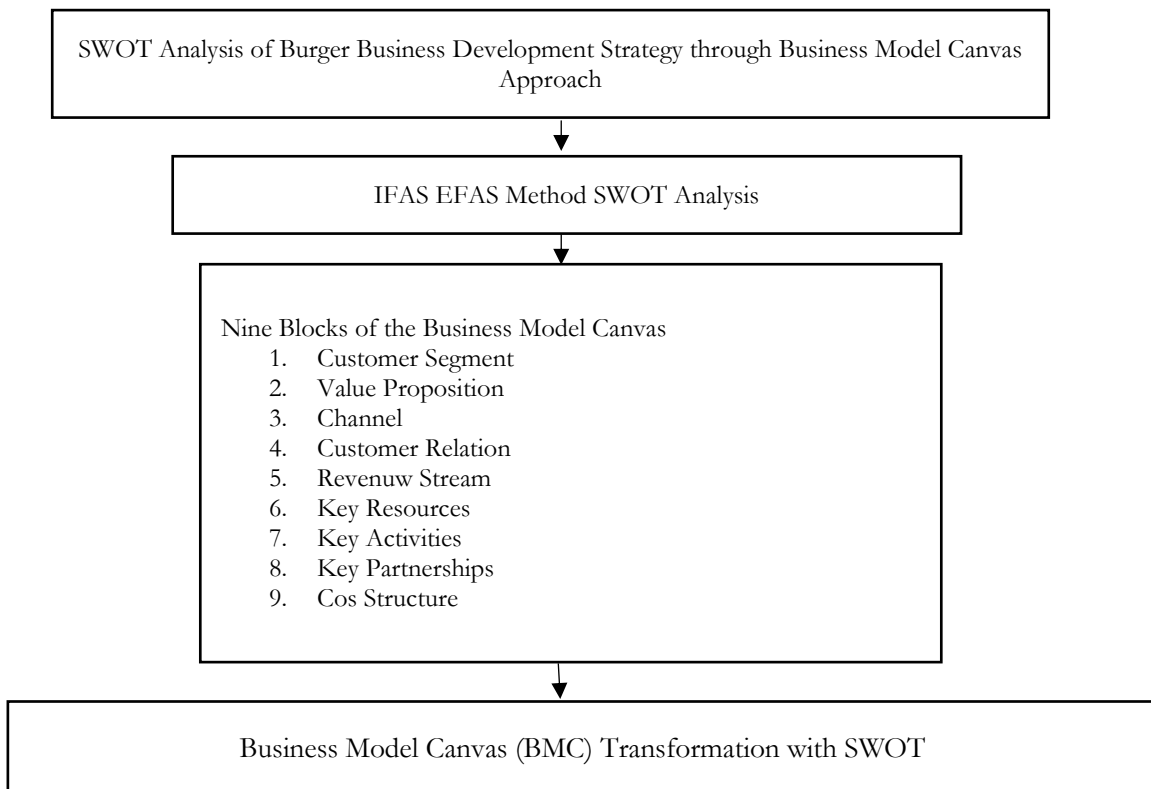 SWOT Analysis of Burger Business Development Strategy through Business Model Canvas
Approach
IFAS EFAS Method SWOT Analysis
Nine Blocks of the Business Model Canvas
1. Customer Segment
2. Value Proposition
3. Channel
4. Customer Relation
5. Revenuw Stream
6. Key Resources
7. Key Activities
8. Key Partnerships
9. Cos Structure
Business Model Canvas (BMC) Transformation with SWOT